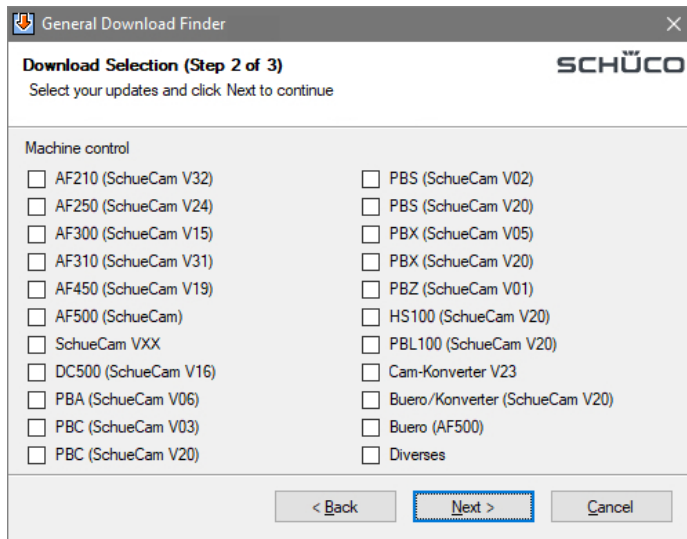 General Download Finder
Download Selection (Step 2 of 3)
SCHÜCO
Select your updates and click Next to continue
Machine control
AF210 (SchueCam V32)
AF250 (SchueCam V24)
AF300 (SchueCam V15)
AF310 (SchueCam V31)
AF450 (SchueCam V19)
AF500 (SchueCam)
SchueCam VXX
DC500 (SchueCam V16)
PBA (SchueCam V06)
PBC (SchueCam V03)
PBC (SchueCam V20)
PBS (SchueCam V02)
PBS (SchueCam V20)
PBX (SchueCam V05)
PBX (SchueCam V20)
PBZ (SchueCam V01)
HS100 (SchueCam V20)
PBL100 (SchueCam V20)
Cam-Konverter V23
Buero/Konverter (SchueCam V20)
Buero (AF500)
Diverses
< Back
Next >
Cancel